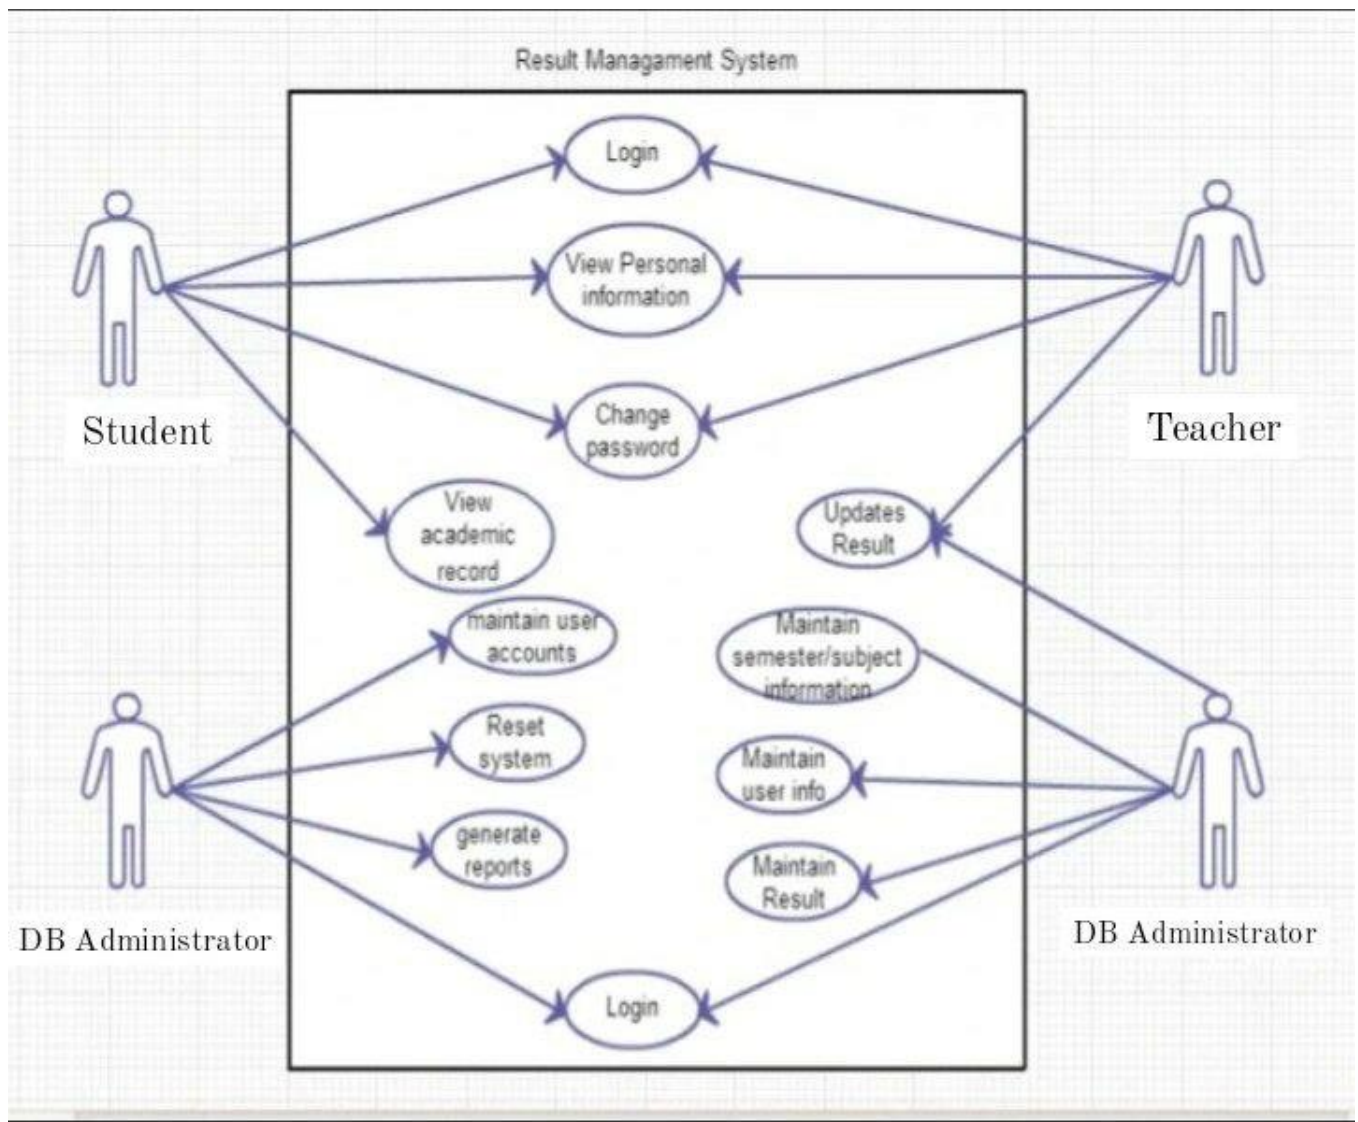 Result Managament System
Login
View Personal
information
Change
password
Student
Teacher
View
academic
record
Updates
Result
maintain user
accounts
Maintain
semester/subject
information
Reset
system
Maintain
user info
generate
reports
Maintain
Result
DB Administrator
DB Administrator
Login